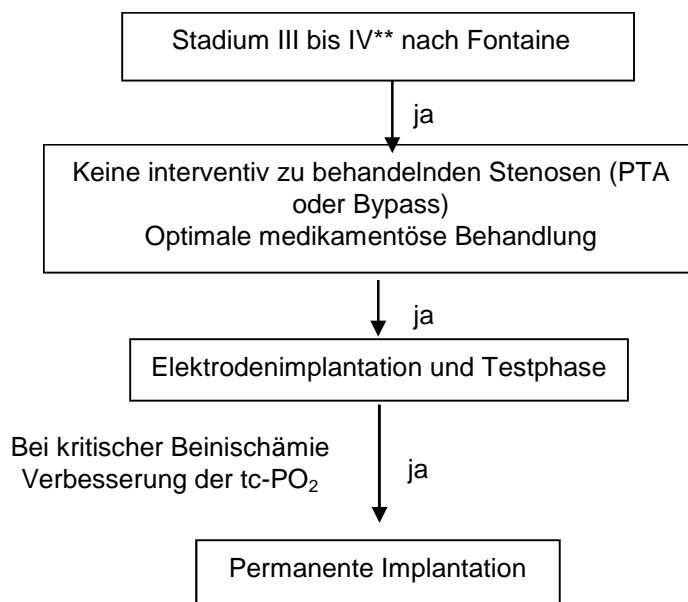 Stadium III bis IV** nach Fontaine
ja
Keine interventiv zu behandelnden Stenosen (PTA
oder Bypass)
Optimale medikamentöse Behandlung
ja
Elektrodenimplantation und Testphase
Bei kritischer Beinischämie
Verbesserung der tc-PO₂
ja
Permanente Implantation